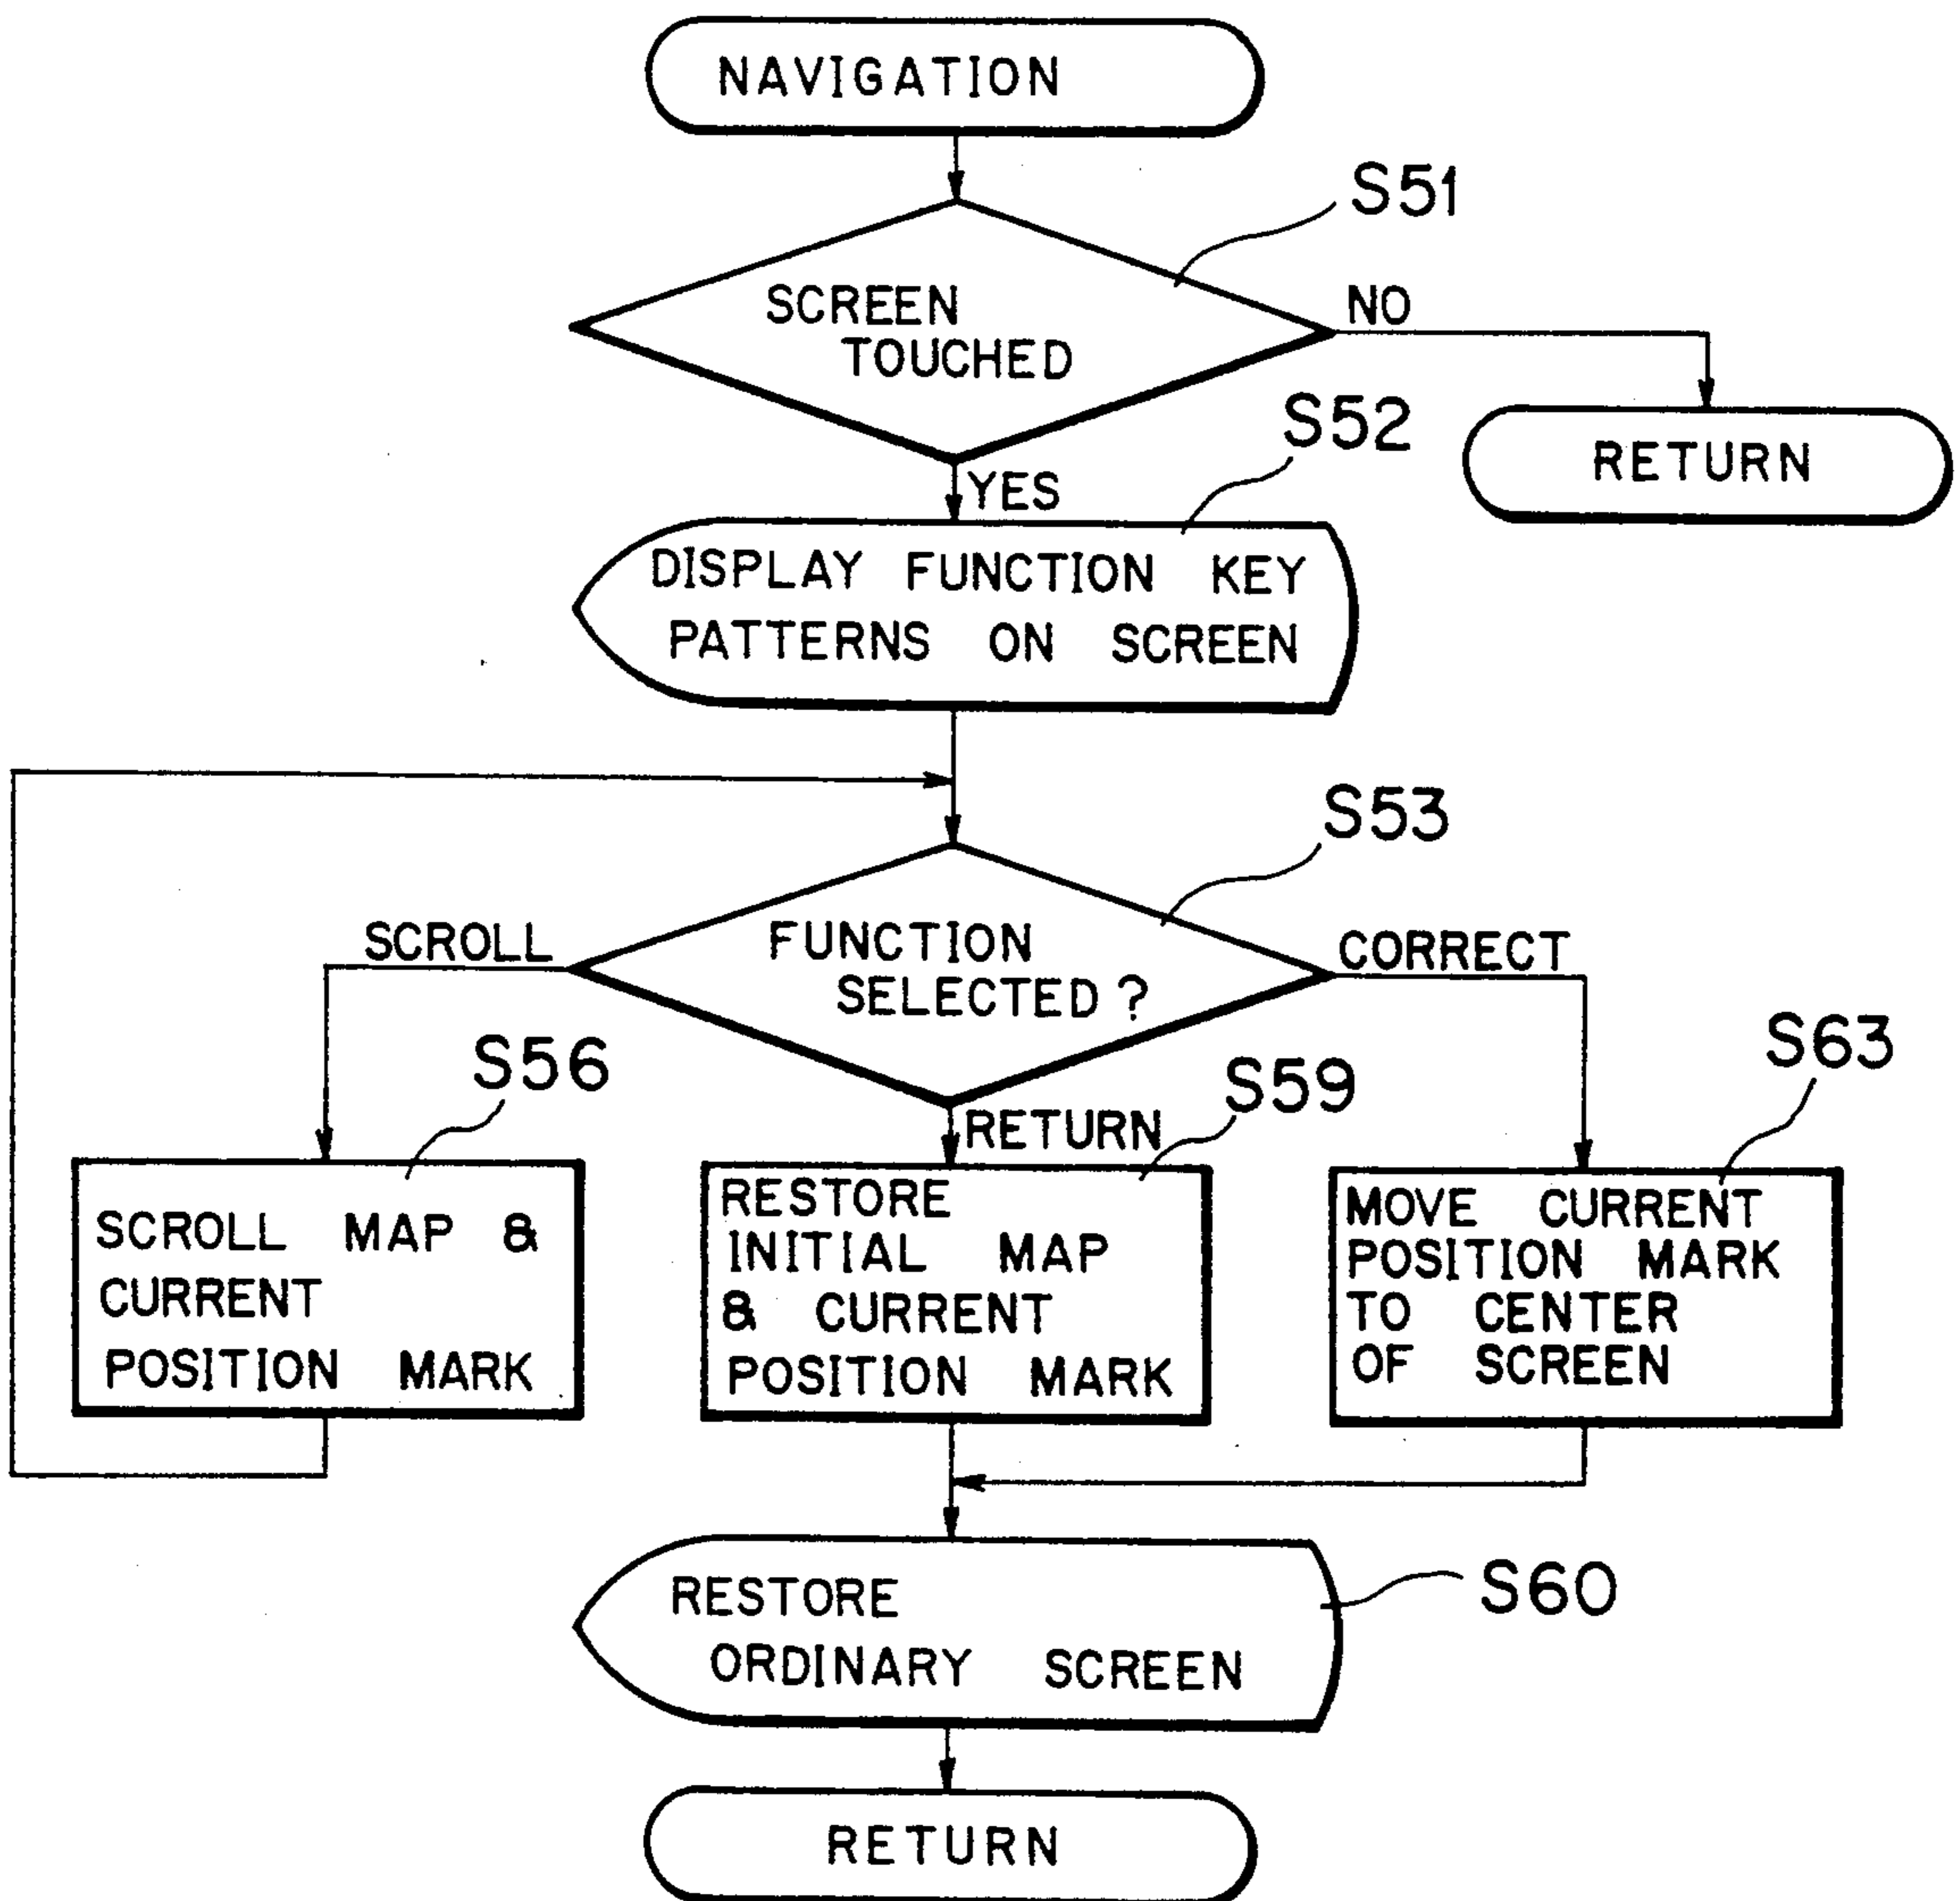 NAVIGATION
S51
SCREEN
TOUCHED
NO
RETURN
S52
YES
DISPLAY FUNCTION KEY
PATTERNS ON SCREEN
S53
FUNCTION
SELECTED ?
SCROLL
CORRECT
S56
SCROLL MAP &
CURRENT
POSITION MARK
RETURN
S59
RESTORE
INITIAL MAP
& CURRENT
POSITION MARK
S63
MOVE CURRENT
POSITION MARK
TO CENTER
OF SCREEN
S60
RESTORE
ORDINARY SCREEN
RETURN